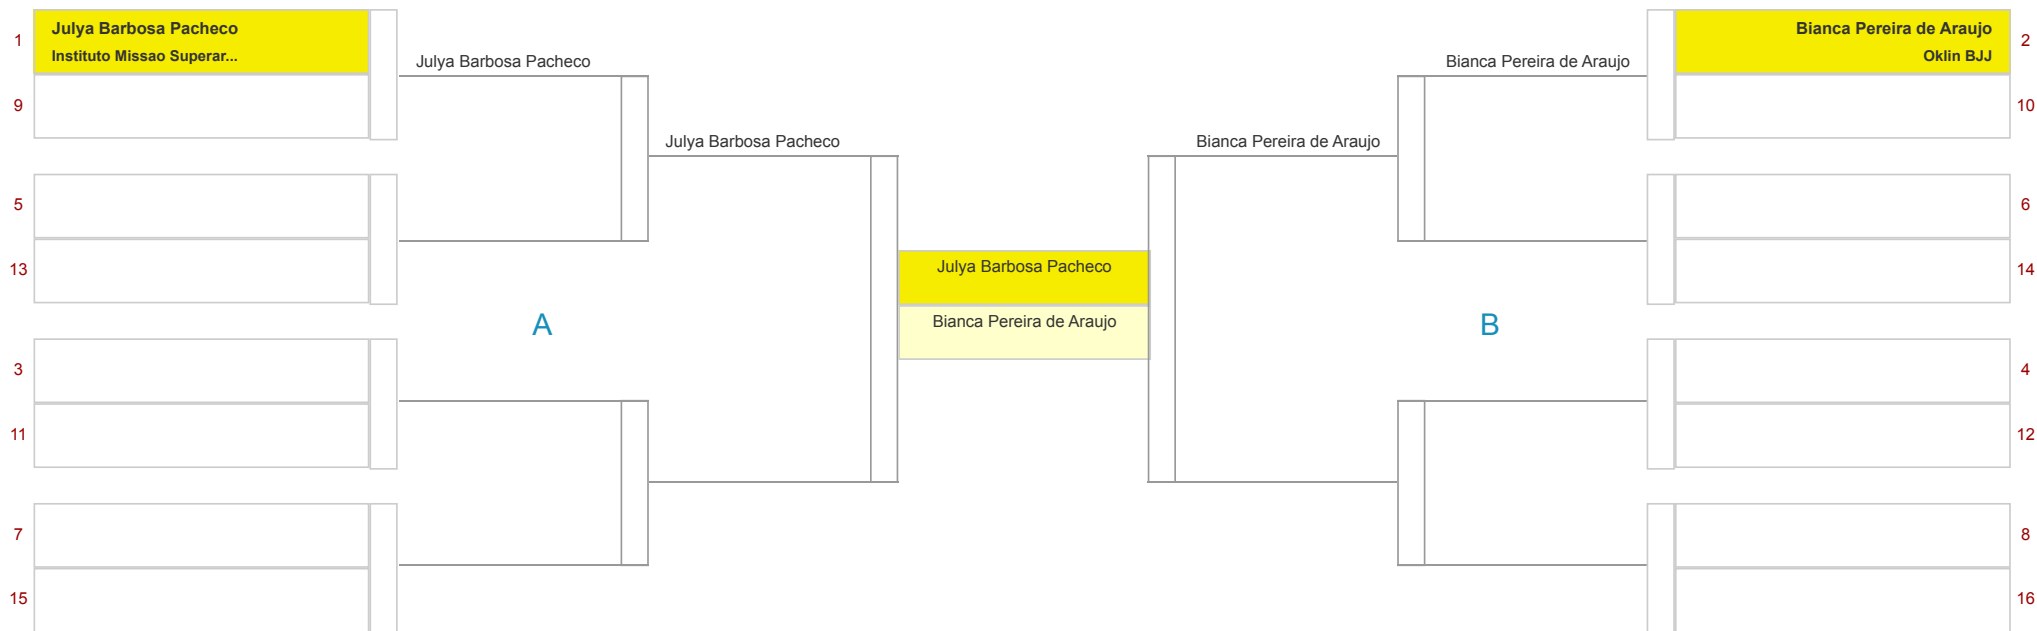 1
Julya Barbosa Pacheco
Instituto Missao Superar...
9
5
13
3
11
7
15
Julya Barbosa Pacheco
Julya Barbosa Pacheco
A
Julya Barbosa Pacheco
Bianca Pereira de Araujo
Bianca Pereira de Araujo
Bianca Pereira de Araujo
B
Bianca Pereira de Araujo
Oklin BJJ
2
10
6
14
4
12
8
16